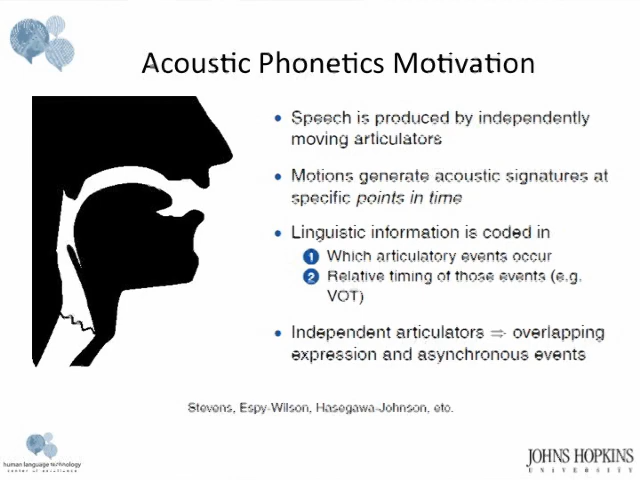 Acoustic Phonetics Motivation
• Speech is produced by independently
moving articulators
• Motions generate acoustic signatures at
specific points in time
• Linguistic information is coded in
1 Which articulatory events occur
2 Relative timing of those events (e.g.
VOT)
• Independent articulators ⇒ overlapping
expression and asynchronous events
Stevens, Espy-Wilson, Hasegawa-Johnson, etc.
human language technology
center of excellence
JOHNS HOPKINS
UNIVERSITY